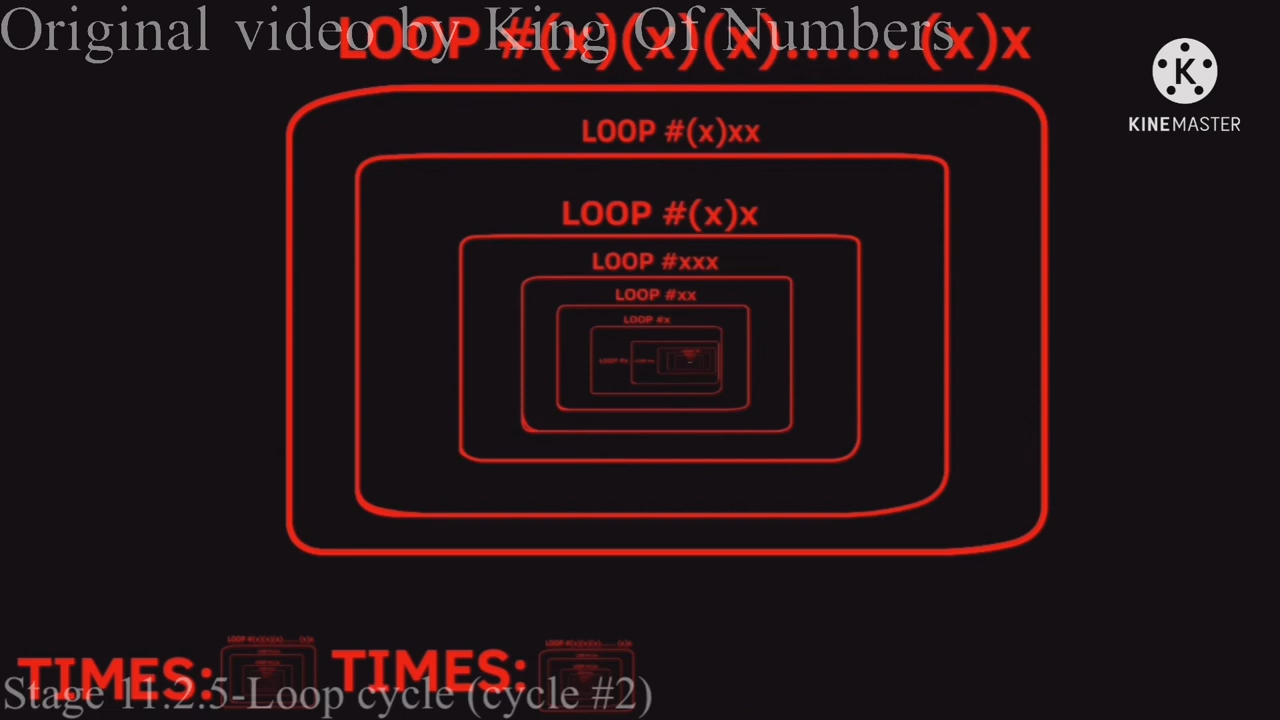 Original video by King Of Numbers
LOOP #(x)(x)(x)...... (x)x
KINEMASTER
LOOP #(x)xx
LOOP #(x)x
LOOP #xxx
LOOP #xx
LOOP #x
TIMES: TIMES:
Stage 11.2.5-Loop cycle (cycle #2)